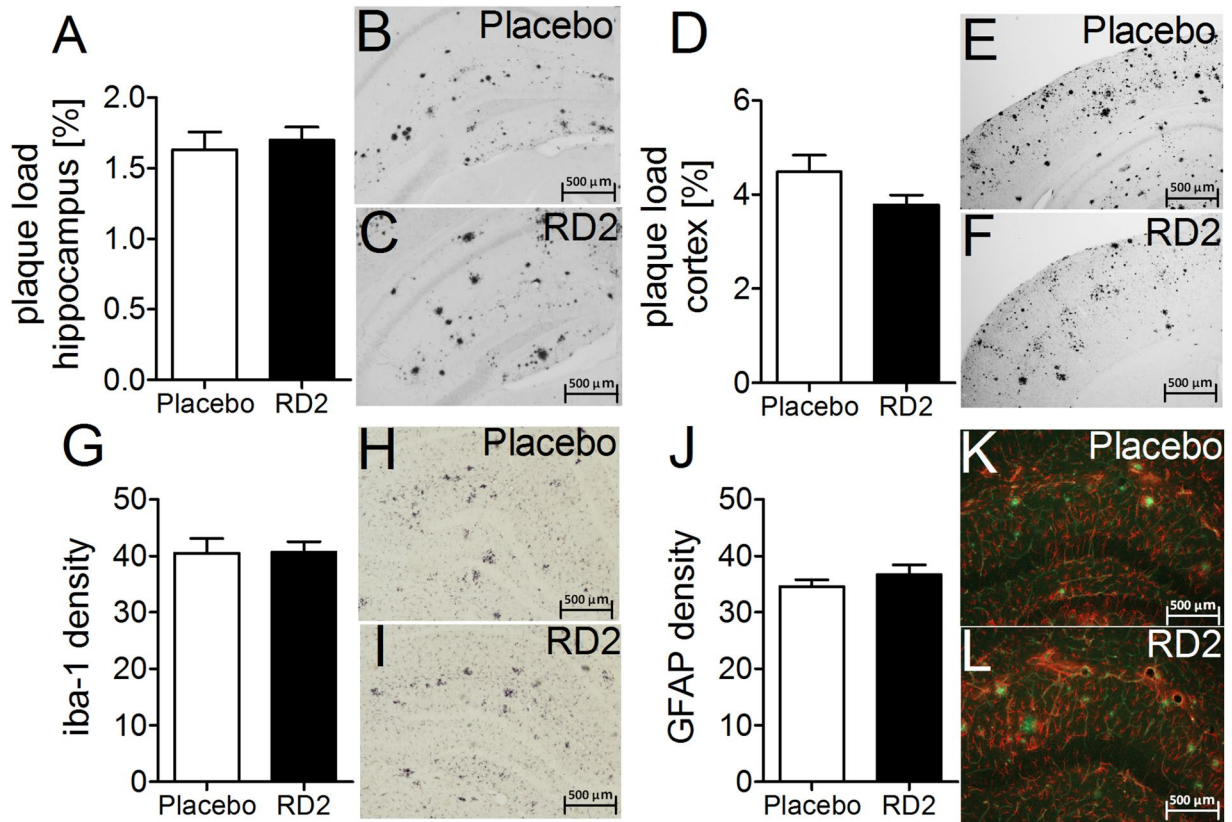 A
plaque load
hippocampus [%]
2.0
1.5
1.0
0.5
0.0
Placebo
RD2
B
Placebo
500 µm
C
RD2
500 µm
D
plaque load
cortex [%]
6
4
2
0
Placebo
RD2
E
Placebo
500 µm
F
RD2
500 µm
G
iba-1 density
50
40
30
20
10
0
Placebo
RD2
H
Placebo
500 µm
I
RD2
500 µm
J
GFAP density
50
40
30
20
10
0
Placebo
RD2
K
Placebo
500 µm
L
RD2
500 µm